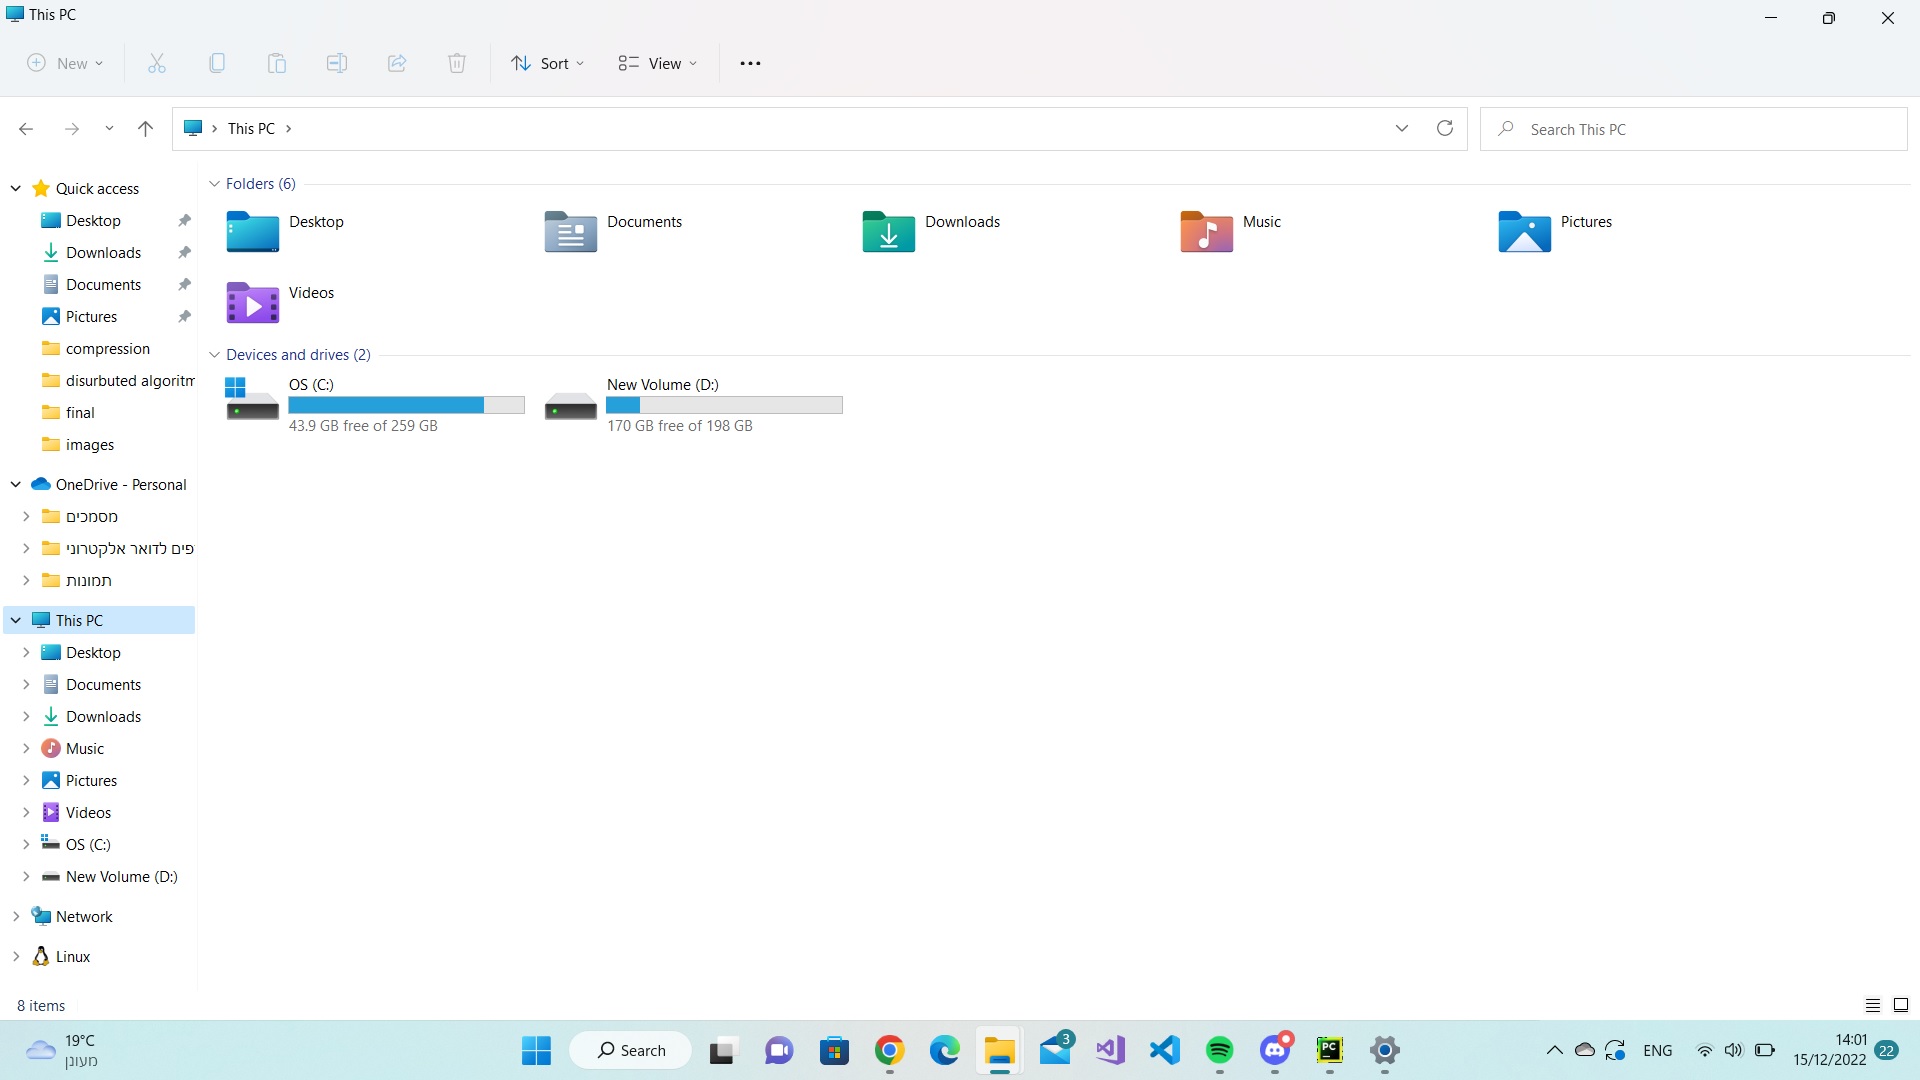 This PC
New
Sort
View
This PC
Search This PC
Quick access
Desktop
Downloads
Documents
Pictures
compression
disurbuted algoritm
final
images
OneDrive - Personal
מסמכים
פים לדואר אלקטרוני
תמונות
This PC
Desktop
Documents
Downloads
Music
Pictures
Videos
OS (C:)
New Volume (D:)
Network
Linux
Folders (6)
Desktop
Documents
Downloads
Music
Pictures
Videos
Devices and drives (2)
OS (C:)
43.9 GB free of 259 GB
New Volume (D:)
170 GB free of 198 GB
8 items
19°C
מעונן
Search
3
PC
ENG
14:01
15/12/2022
22